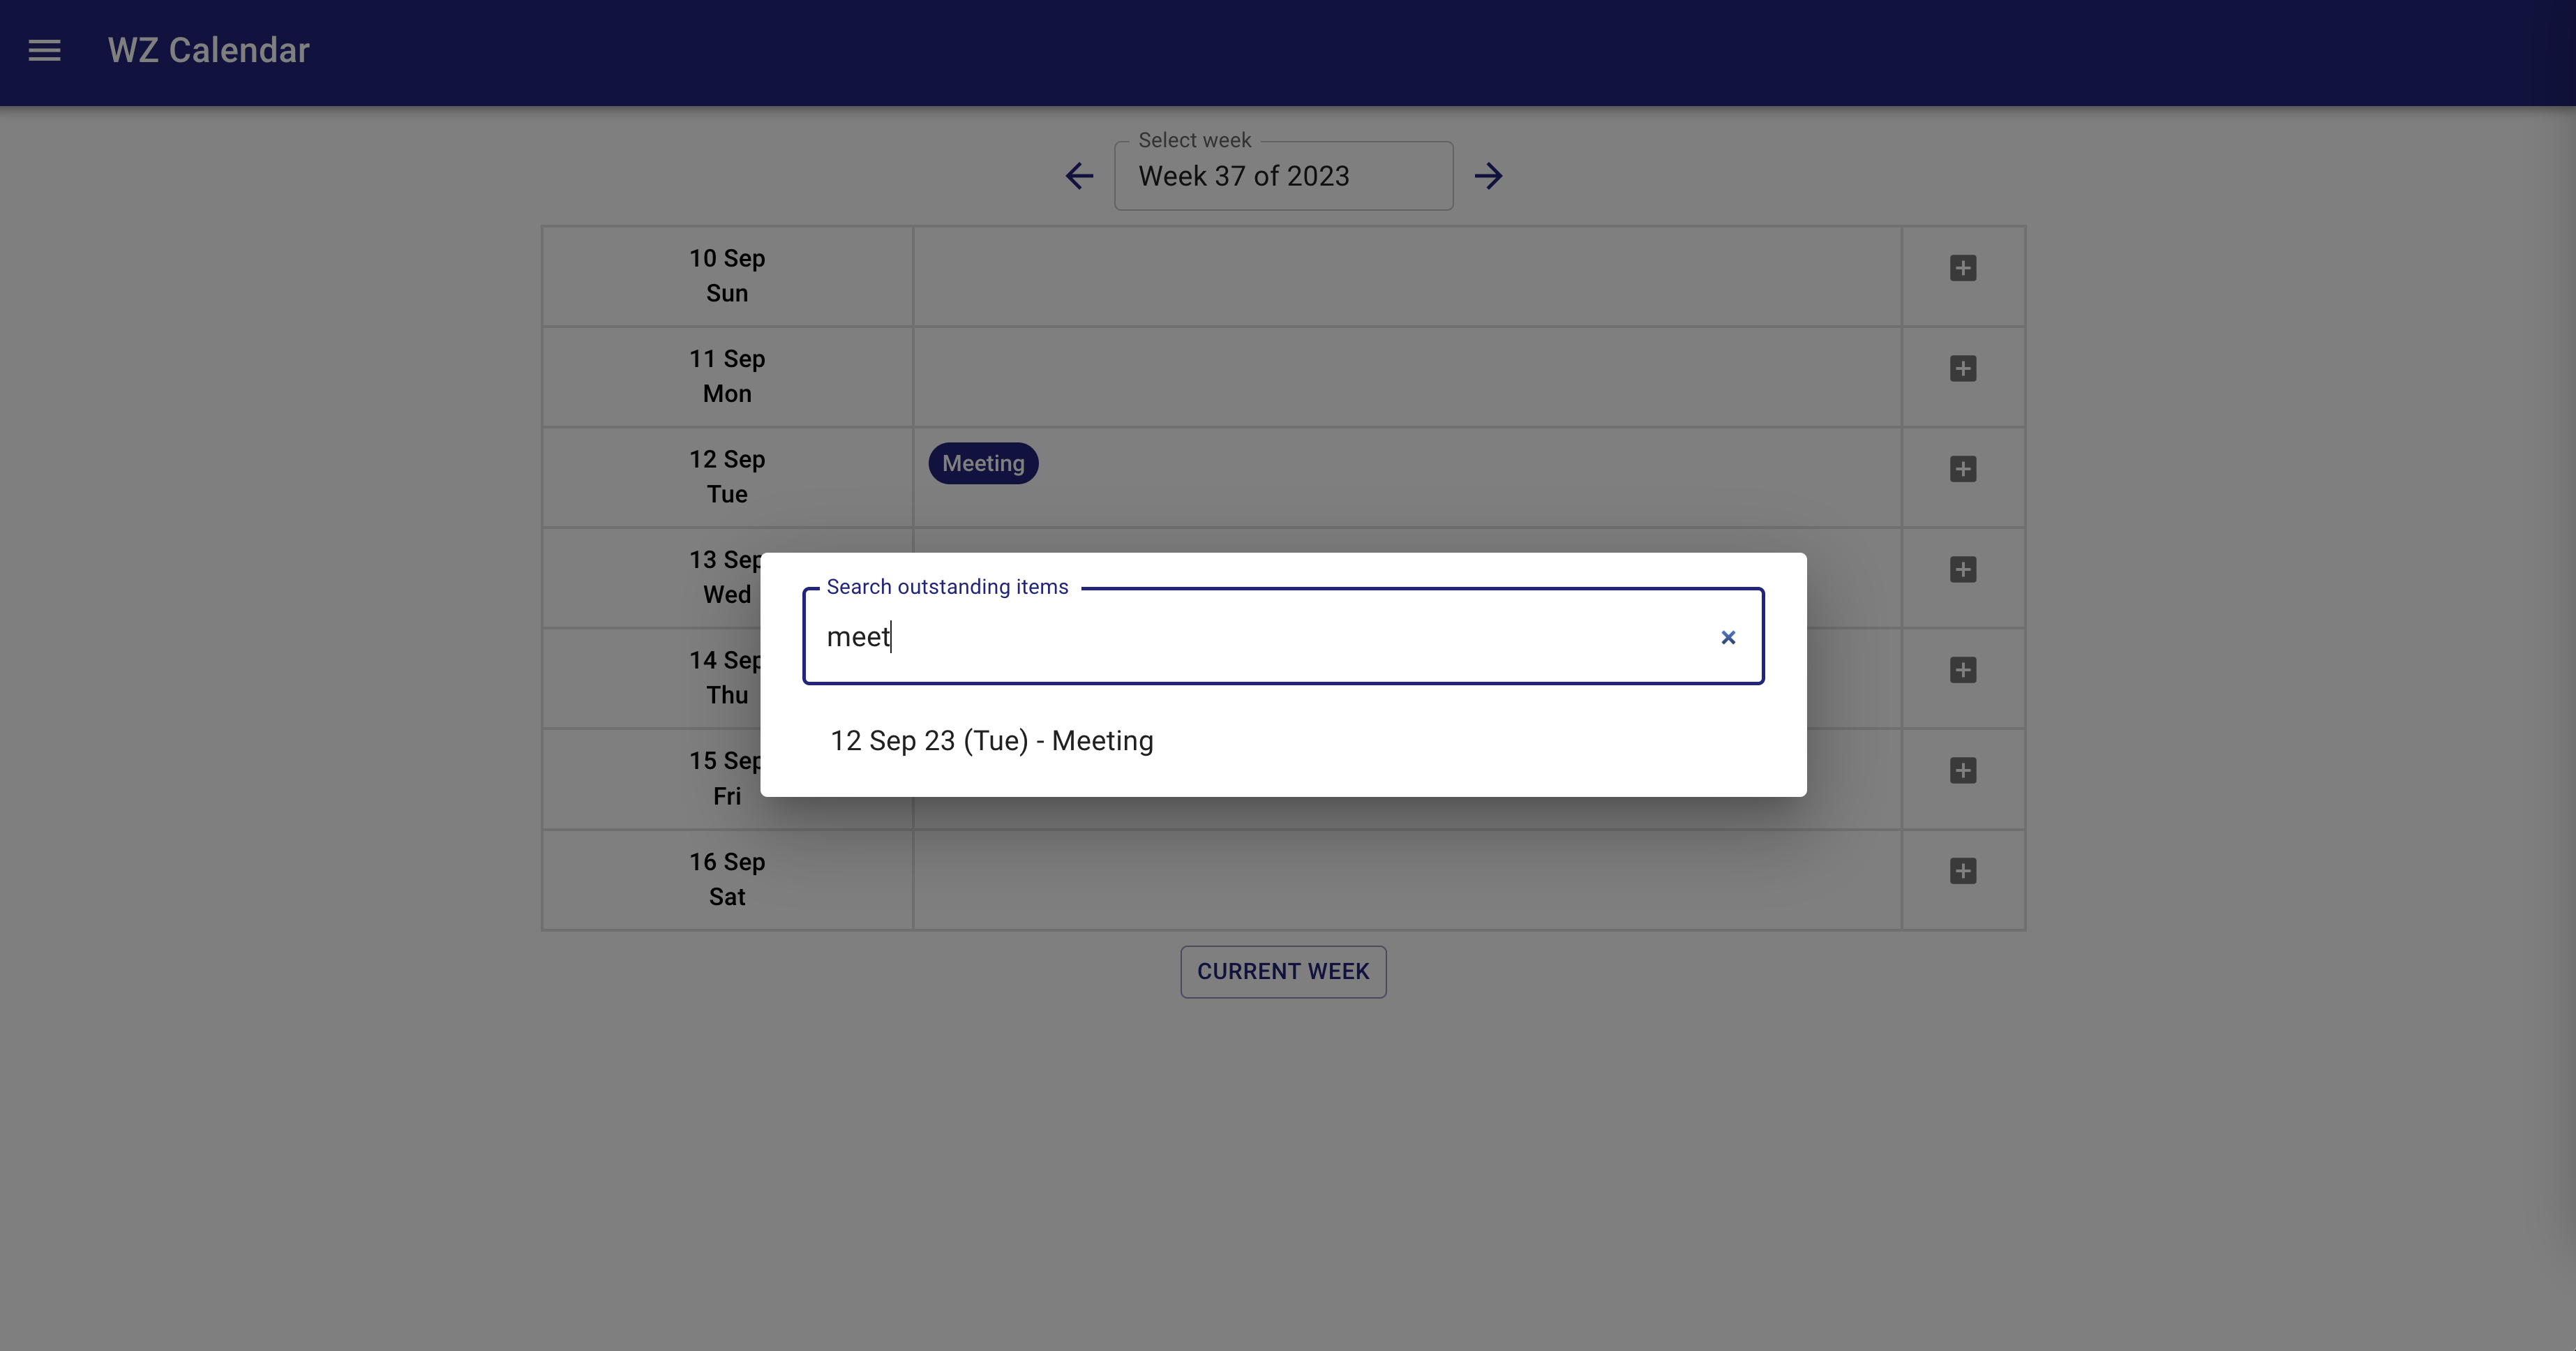 WZ Calendar
Select week
Week 37 of 2023
10 Sep
Sun
11 Sep
Mon
12 Sep
Tue
Meeting
13 Sep
Wed
14 Sep
Thu
15 Sep
Fri
16 Sep
Sat
Search outstanding items
meet
12 Sep 23 (Tue) - Meeting
CURRENT WEEK